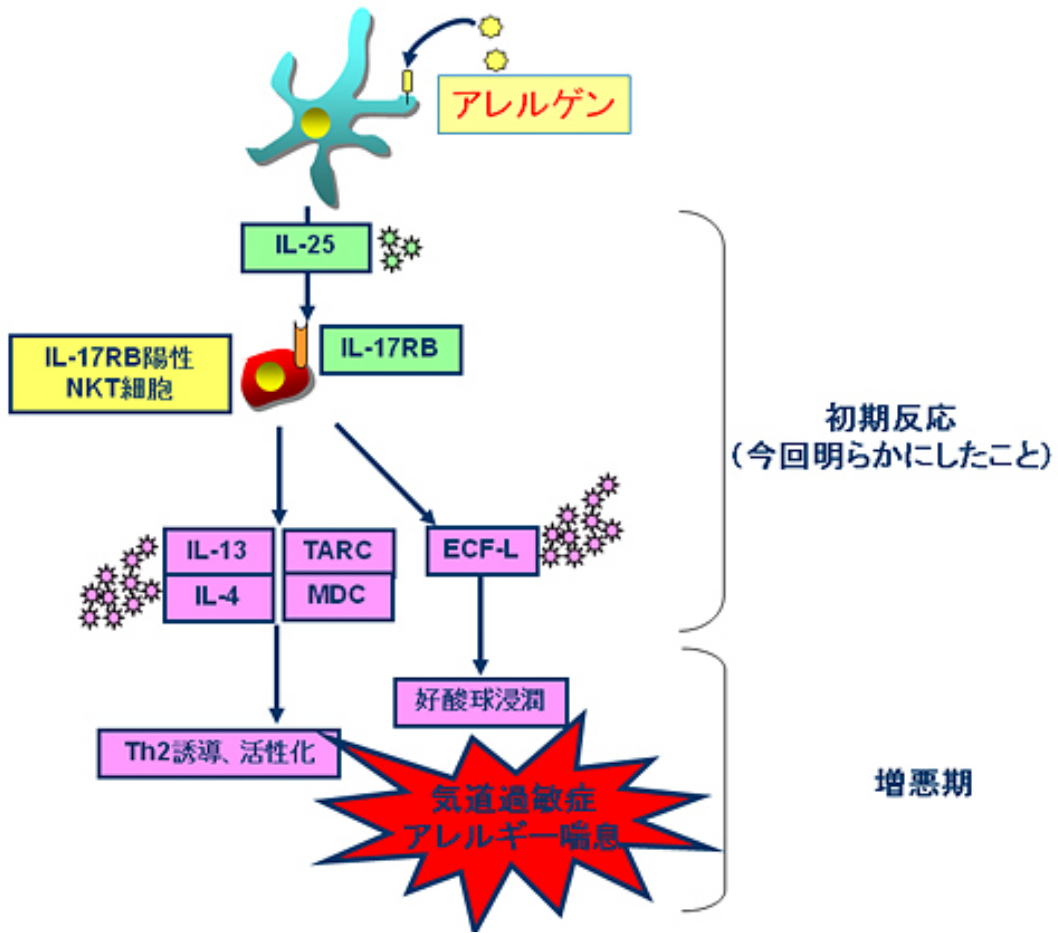 アレルゲン
IL-25
IL-17RB
IL-17RB陽性
NKT細胞
初期反応
（今回明らかにしたこと）
IL-13
TARC
ECF-L
IL-4
MDC
好酸球浸潤
Th2誘導、活性化
気道過敏症
アレルギー喘息
増悪期